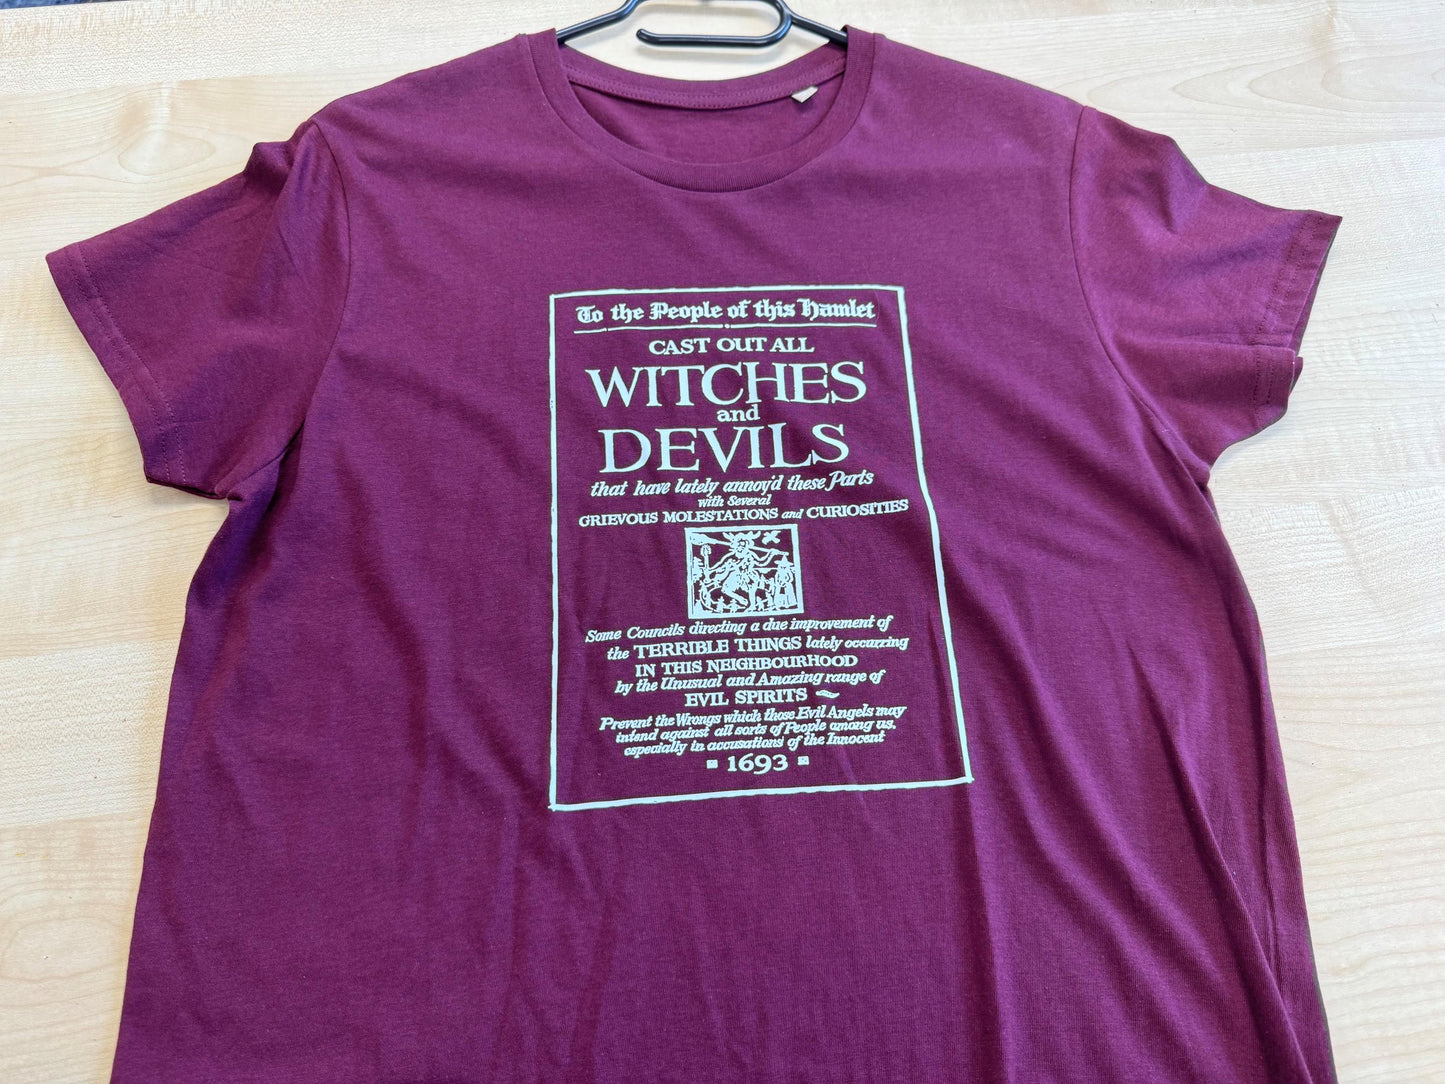 To the People of this Hamlet
CAST OUT ALL
WITCHES
and
DEVILS
that have lately annoy'd these Parts
with Several
GRIEVOUS MOLESTATIONS and CURIOSITIES
Some Councils directing a due improvement of
the TERRIBLE THINGS lately occurring
IN THIS NEIGHBOURHOOD
by the Unusual and Amazing range of
EVIL SPIRITS
Prevent the Wrongs which those Evil Angels may
intend against all sorts of People among us,
especially in accusations of the Innocent
1693